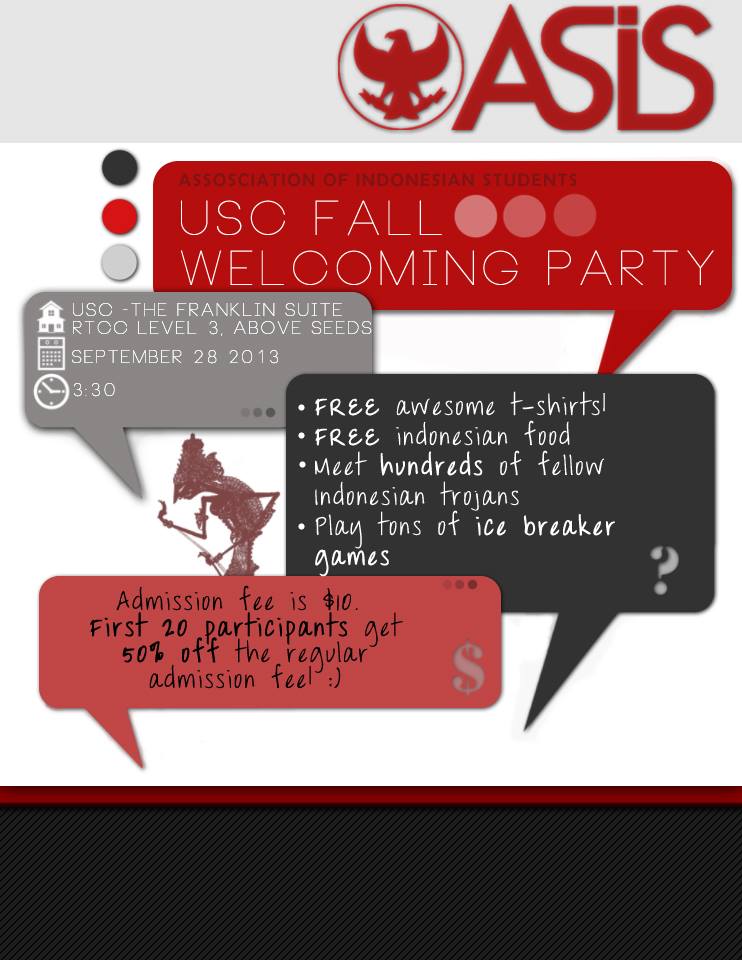 ASiS
ASSOSCIATION OF INDONESIAN STUDENTS
USC FALL
WELCOMING PARTY
USC -THE FRANKLIN SUITE
RTCC LEVEL 3, ABOVE SEEDS
SEPTEMBER 28 2013
3:30
• FREE awesome t-shirts!
• FREE indonesian food
• Meet hundreds of fellow
Indonesian trojans
• Play tons of ice breaker
games
?
Admission fee is $10.
First 20 participants get
50% off the regular
admission fee! :)
$